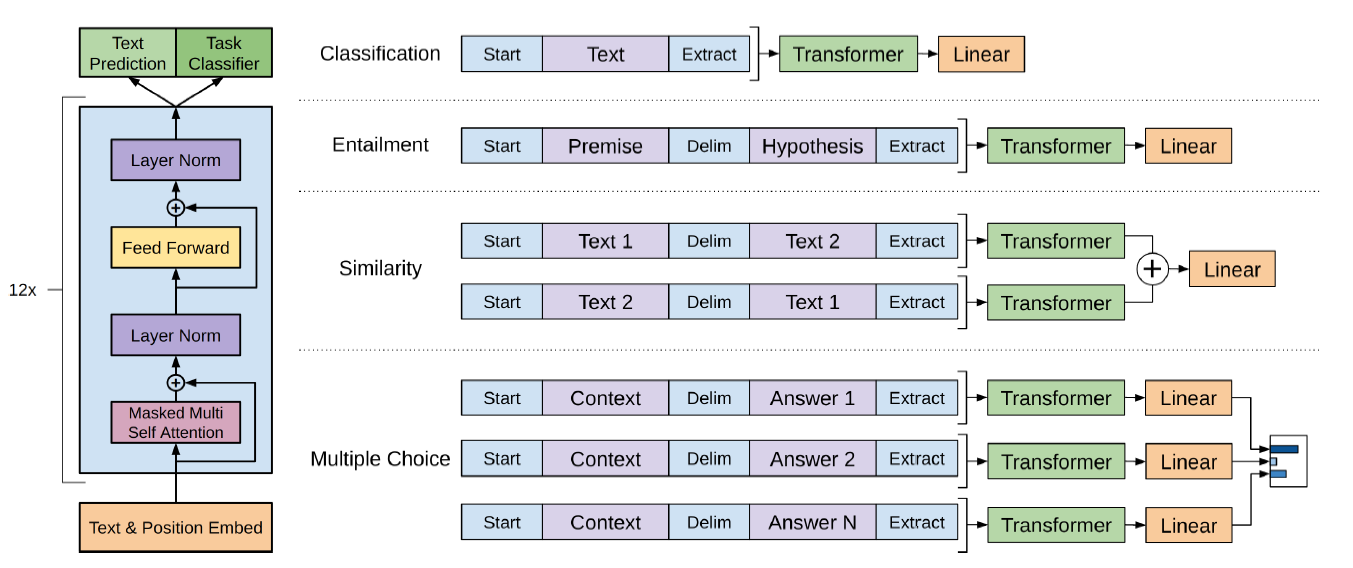 Text Prediction
Task Classifier
12x
Layer Norm
+
Feed Forward
Layer Norm
+
Masked Multi
Self Attention
Text & Position Embed
Classification Start Text Extract Transformer Linear
Entailment Start Premise Delim Hypothesis Extract Transformer Linear
Similarity
Start Text 1 Delim Text 2 Extract Transformer
+ Linear
Start Text 2 Delim Text 1 Extract Transformer
Multiple Choice
Start Context Delim Answer 1 Extract Transformer Linear
Start Context Delim Answer 2 Extract Transformer Linear
Start Context Delim Answer N Extract Transformer Linear